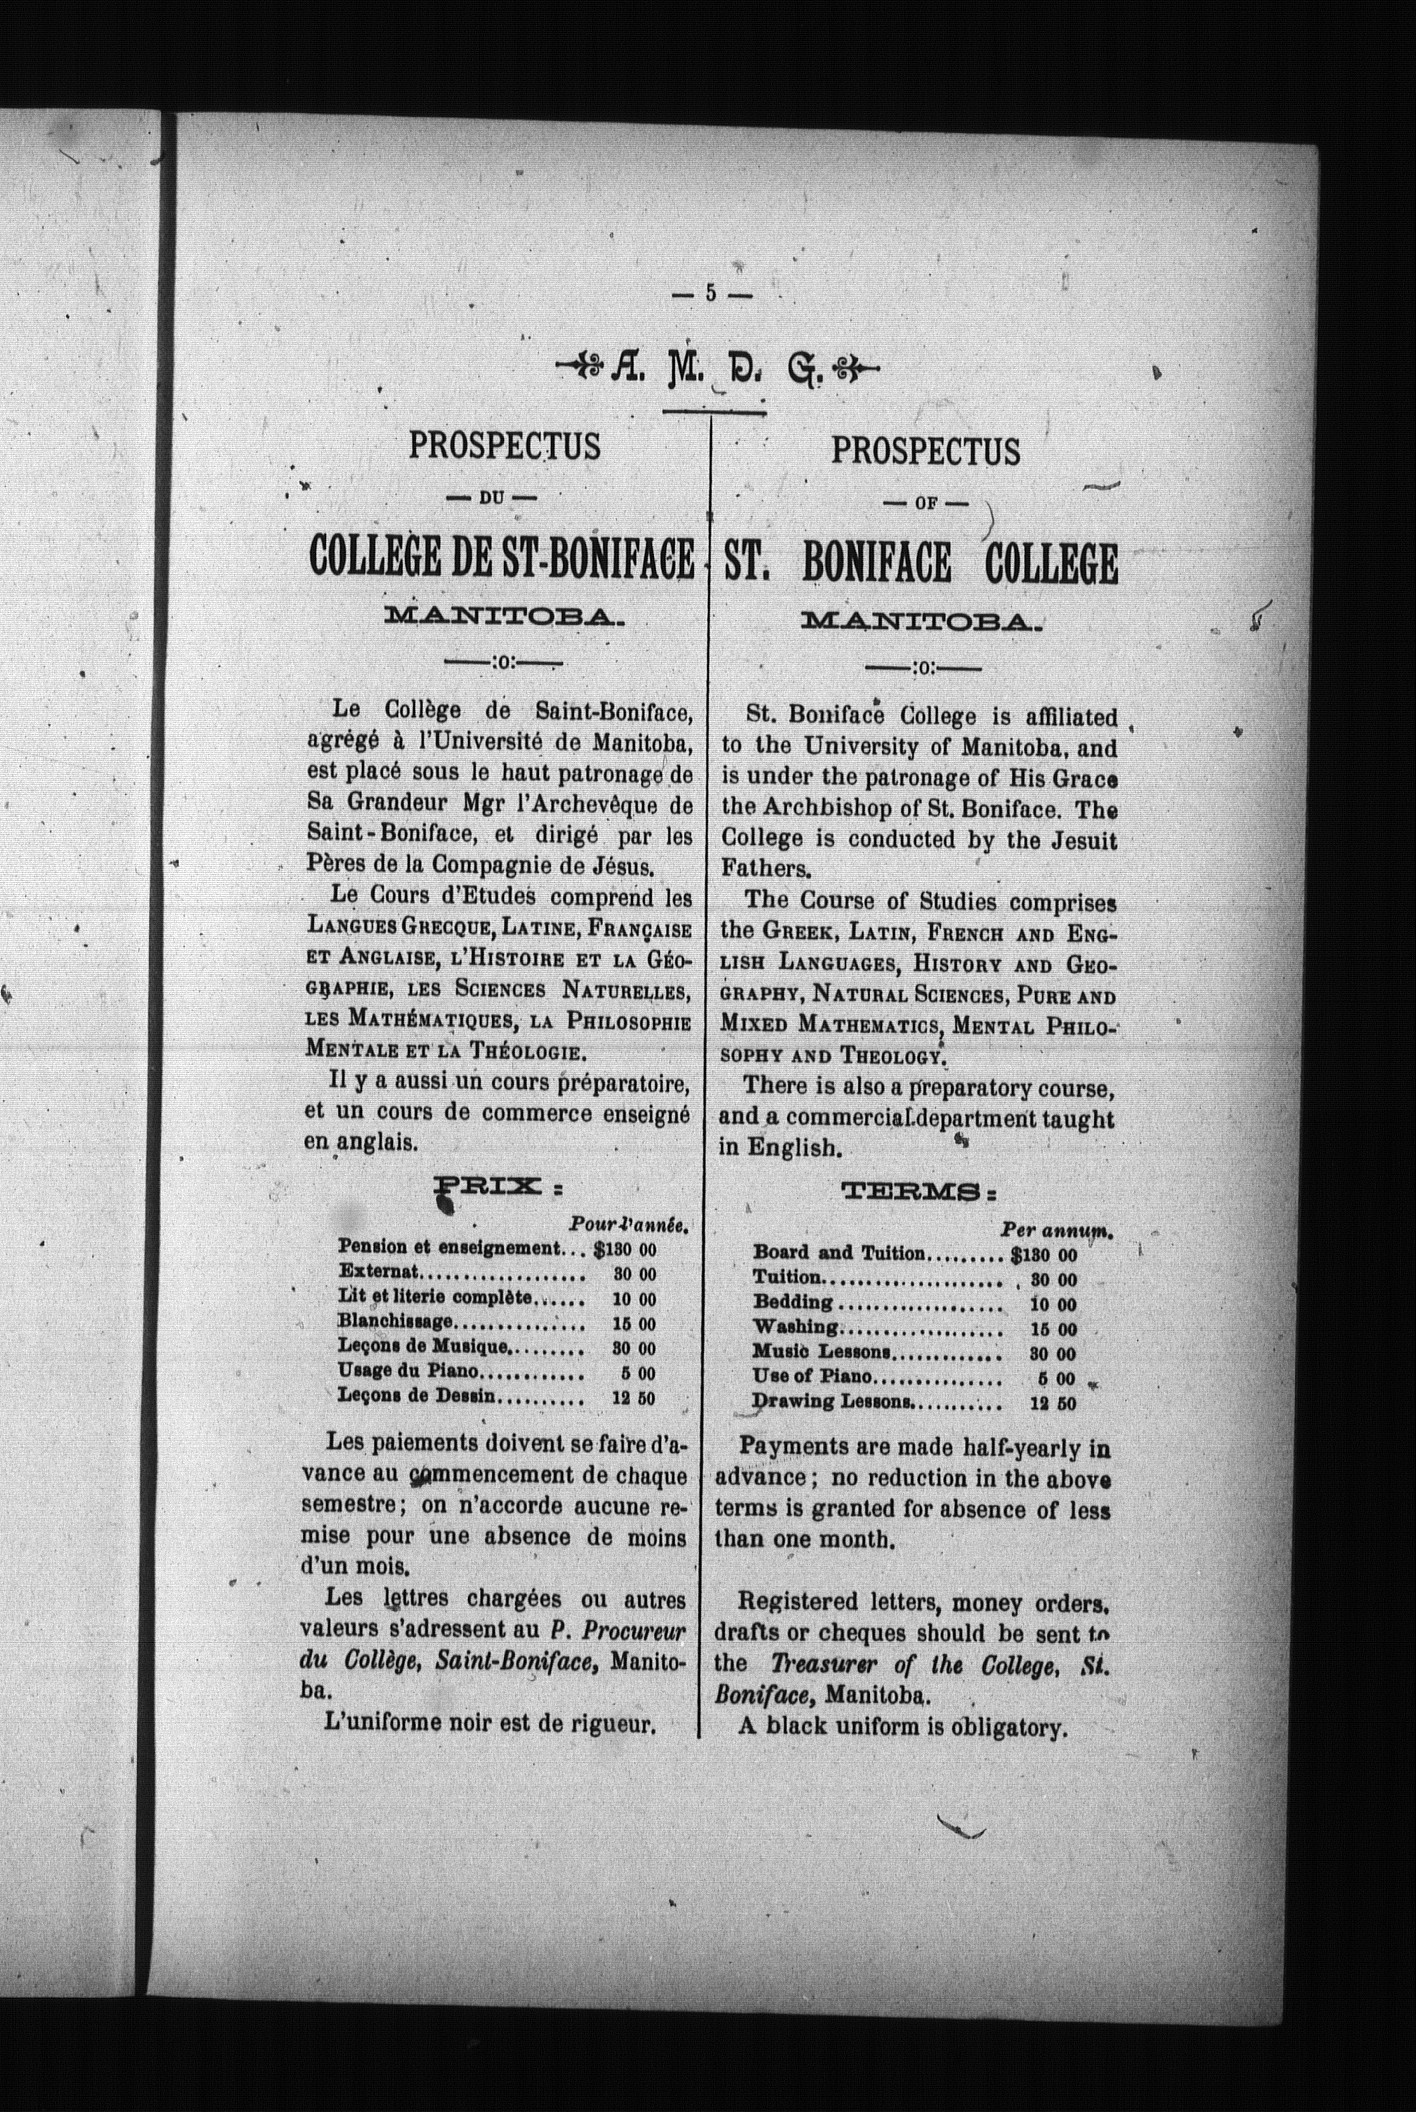 — 5 —
A. M. D. G.
PROSPECTUS
— DU —
COLLEGE DE ST-BONIFACE
MANITOBA.
——:o:——
Le Collège de Saint-Boniface,
agrégé à l'Université de Manitoba,
est placé sous le haut patronage de
Sa Grandeur Mgr l'Archevêque de
Saint-Boniface, et dirigé par les
Pères de la Compagnie de Jésus.
Le Cours d'Etudes comprend les
LANGUES GRECQUE, LATINE, FRANÇAISE
ET ANGLAISE, L'HISTOIRE ET LA GÉO-
GRAPHIE, LES SCIENCES NATURELLES,
LES MATHÉMATIQUES, LA PHILOSOPHIE
MENTALE ET LA THÉOLOGIE.
Il y a aussi un cours préparatoire,
et un cours de commerce enseigné
en anglais.
PRIX :
Pour l'année.
Pension et enseignement... $130 00
Externat................... 30 00
Lit et literie complète...... 10 00
Blanchissage............... 15 00
Leçons de Musique......... 30 00
Usage du Piano............ 5 00
Leçons de Dessin.......... 12 50
Les paiements doivent se faire d'a-
vance au commencement de chaque
semestre; on n'accorde aucune re-
mise pour une absence de moins
d'un mois.
Les lettres chargées ou autres
valeurs s'adressent au P. Procureur
du Collège, Saint-Boniface, Manito-
ba.
L'uniforme noir est de rigueur.
PROSPECTUS
— OF —
ST. BONIFACE COLLEGE
MANITOBA.
——:o:——
St. Boniface College is affiliated
to the University of Manitoba, and
is under the patronage of His Grace
the Archbishop of St. Boniface. The
College is conducted by the Jesuit
Fathers.
The Course of Studies comprises
the GREEK, LATIN, FRENCH AND ENG-
LISH LANGUAGES, HISTORY AND GEO-
GRAPHY, NATURAL SCIENCES, PURE AND
MIXED MATHEMATICS, MENTAL PHILO-
SOPHY AND THEOLOGY.
There is also a preparatory course,
and a commercial department taught
in English.
TERMS :
Per annum.
Board and Tuition......... $130 00
Tuition..................... 30 00
Bedding ................... 10 00
Washing................... 15 00
Music Lessons............. 30 00
Use of Piano............... 5 00
Drawing Lessons........... 12 50
Payments are made half-yearly in
advance; no reduction in the above
terms is granted for absence of less
than one month.
Registered letters, money orders,
drafts or cheques should be sent to
the Treasurer of the College, St.
Boniface, Manitoba.
A black uniform is obligatory.